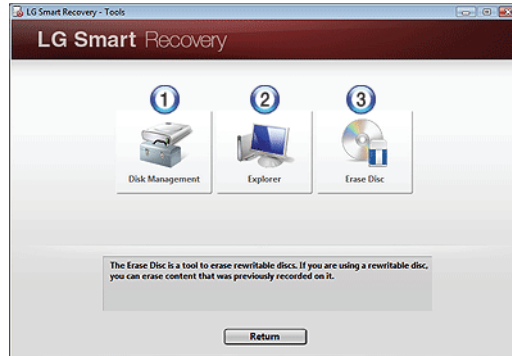 LG Smart Recovery - Tools
LG Smart Recovery
1 2 3
Disk Management Explorer Erase Disc
The Erase Disc is a tool to erase rewritable discs. If you are using a rewritable disc,
you can erase content that was previously recorded on it.
Return